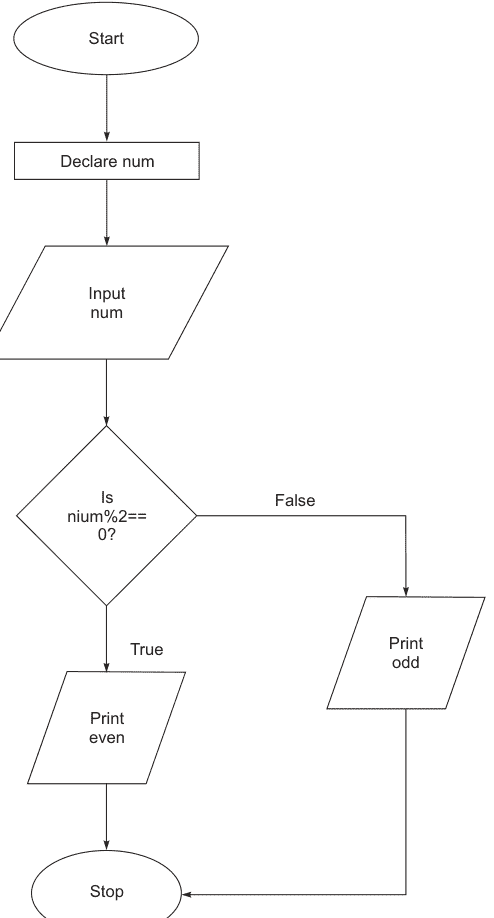 Start
Declare num
Input
num
Is
nium%2==
0?
False
True
Print
odd
Print
even
Stop